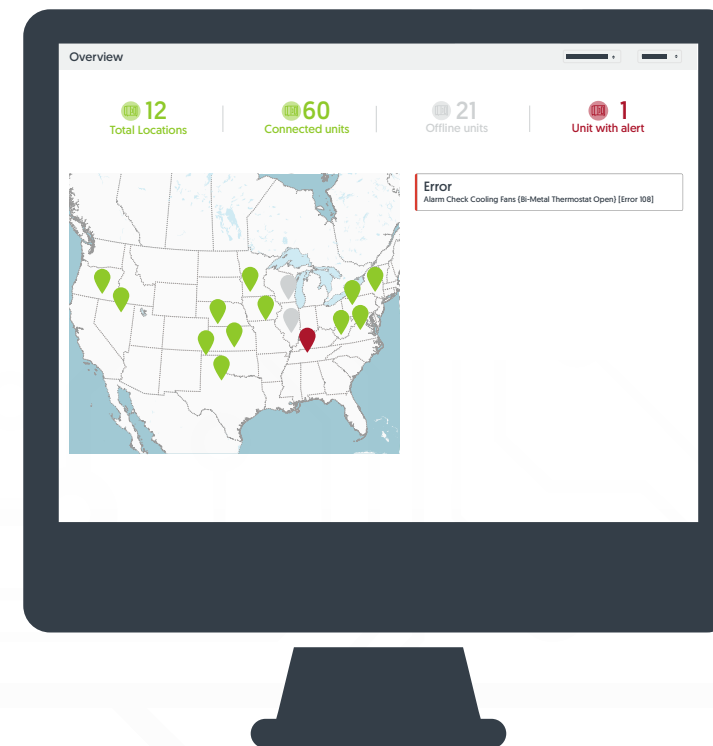 Overview
12
Total Locations
60
Connected units
21
Offline units
1
Unit with alert
Error
Alarm Check Cooling Fans (Bi-Metal Thermostat Open) [Error 108]